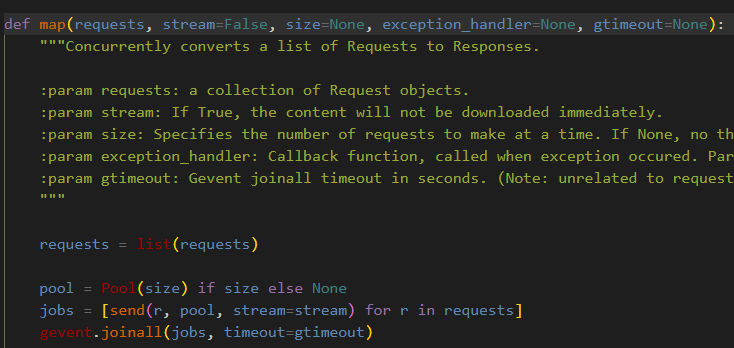 def map(requests, stream=False, size=None, exception_handler=None, gtimeout=None):
"""Concurrently converts a list of Requests to Responses.
:param requests: a collection of Request objects.
:param stream: If True, the content will not be downloaded immediately.
:param size: Specifies the number of requests to make at a time. If None, no th
:param exception_handler: Callback function, called when exception occured. Par
:param gtimeout: Gevent joinall timeout in seconds. (Note: unrelated to request
"""
requests = list(requests)
pool = Pool(size) if size else None
jobs = [send(r, pool, stream=stream) for r in requests]
gevent.joinall(jobs, timeout=gtimeout)